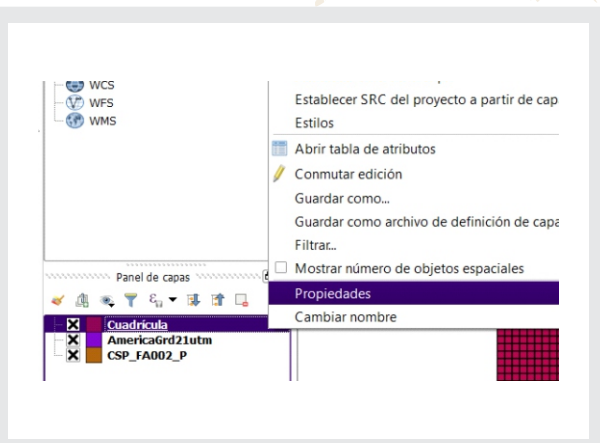 WCS
WFS
WMS
Establecer SRC del proyecto a partir de cap
Estilos
Abrir tabla de atributos
Conmutar edición
Guardar como...
Guardar como archivo de definición de capa
Filtrar...
Mostrar número de objetos espaciales
Propiedades
Cambiar nombre
Panel de capas
Cuadrícula
AmericaGrd21utm
CSP_FA002_P